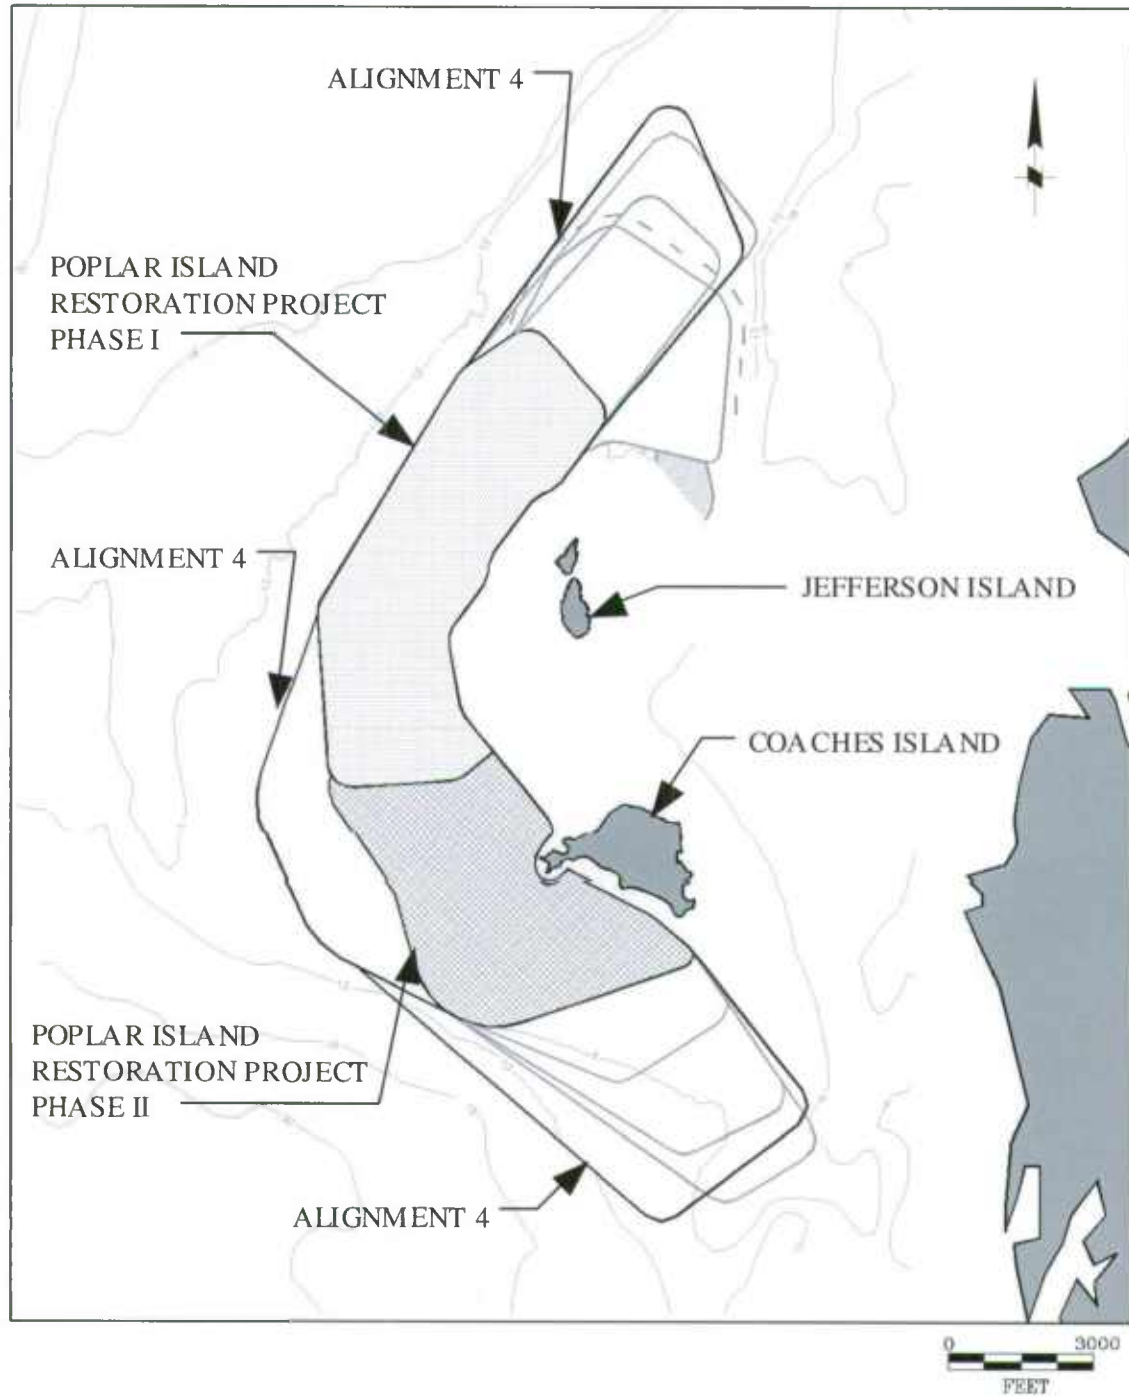 ALIGNMENT 4
POPLAR ISLAND
RESTORATION PROJECT
PHASE I
ALIGNMENT 4
JEFFERSON ISLAND
COACHES ISLAND
POPLAR ISLAND
RESTORATION PROJECT
PHASE II
ALIGNMENT 4
0 3000
FEET